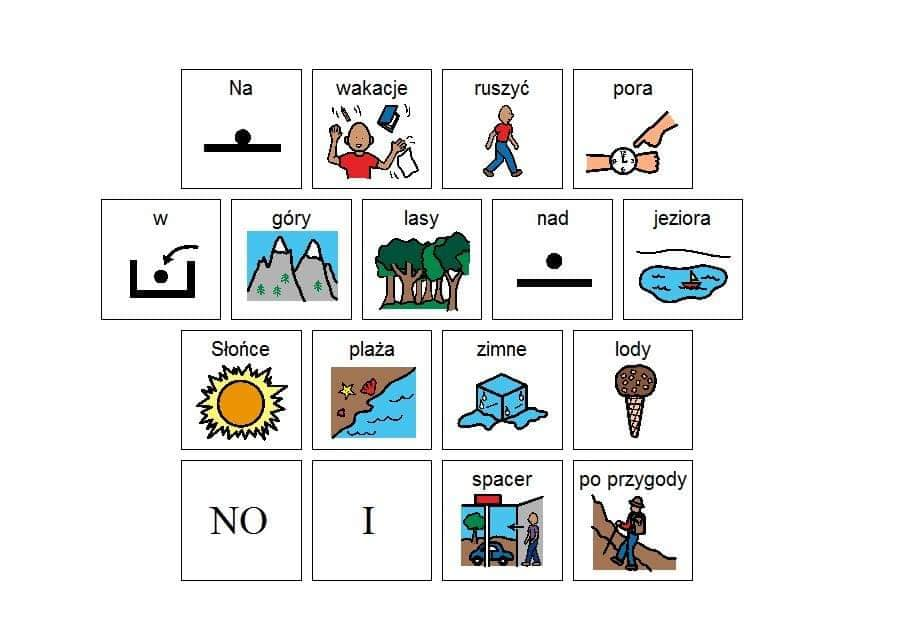 Na wakacje ruszyć pora
w góry lasy nad jeziora
Słońce plaża zimne lody
NO I spacer po przygody